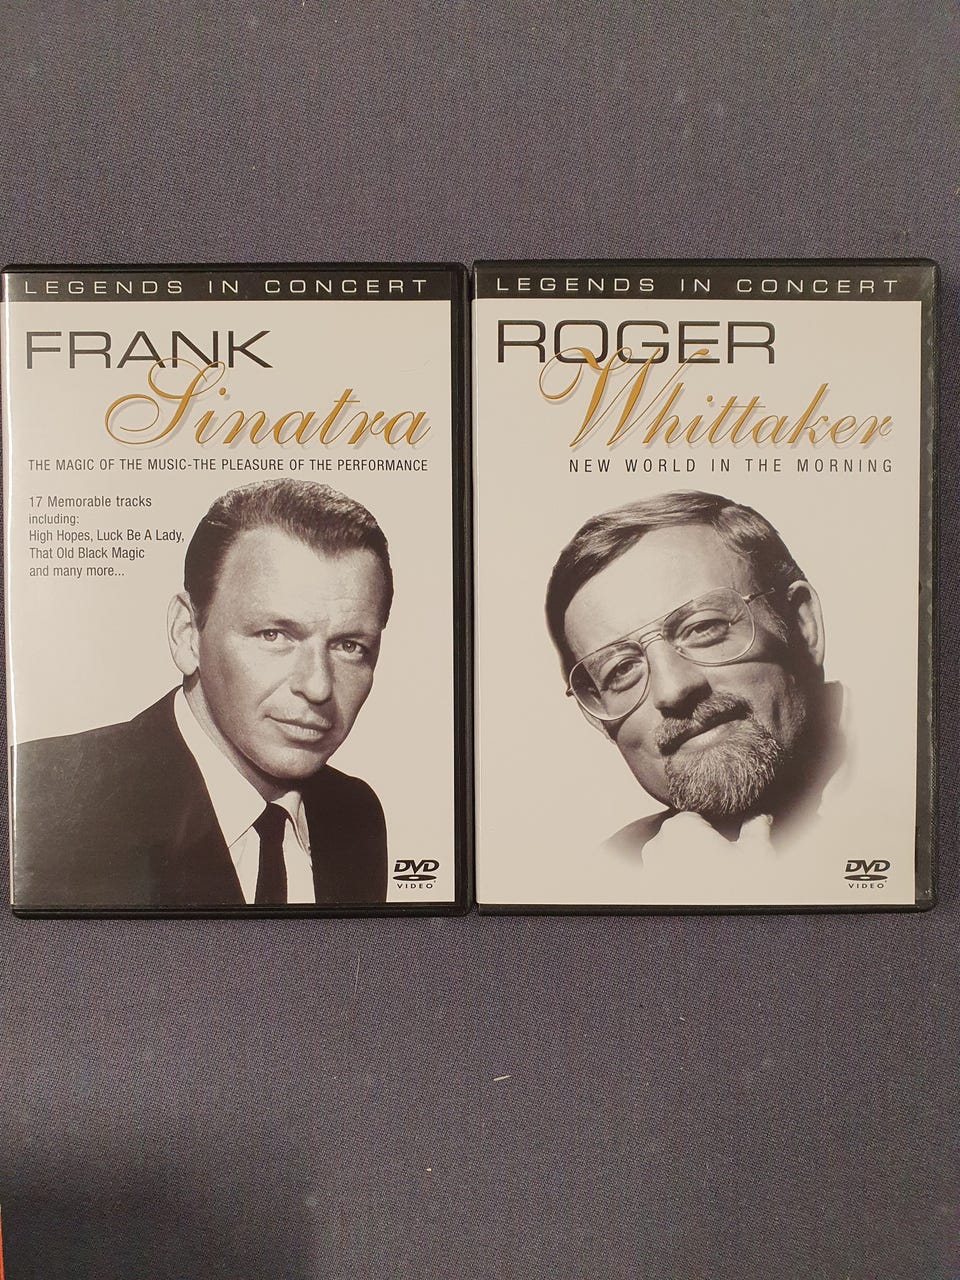 LEGENDS IN CONCERT
FRANK
Sinatra
THE MAGIC OF THE MUSIC-THE PLEASURE OF THE PERFORMANCE
17 Memorable tracks
including:
High Hopes, Luck Be A Lady,
That Old Black Magic
and many more...
DVD
VIDEO
LEGENDS IN CONCERT
ROGER
Whittaker
NEW WORLD IN THE MORNING
DVD
VIDEO